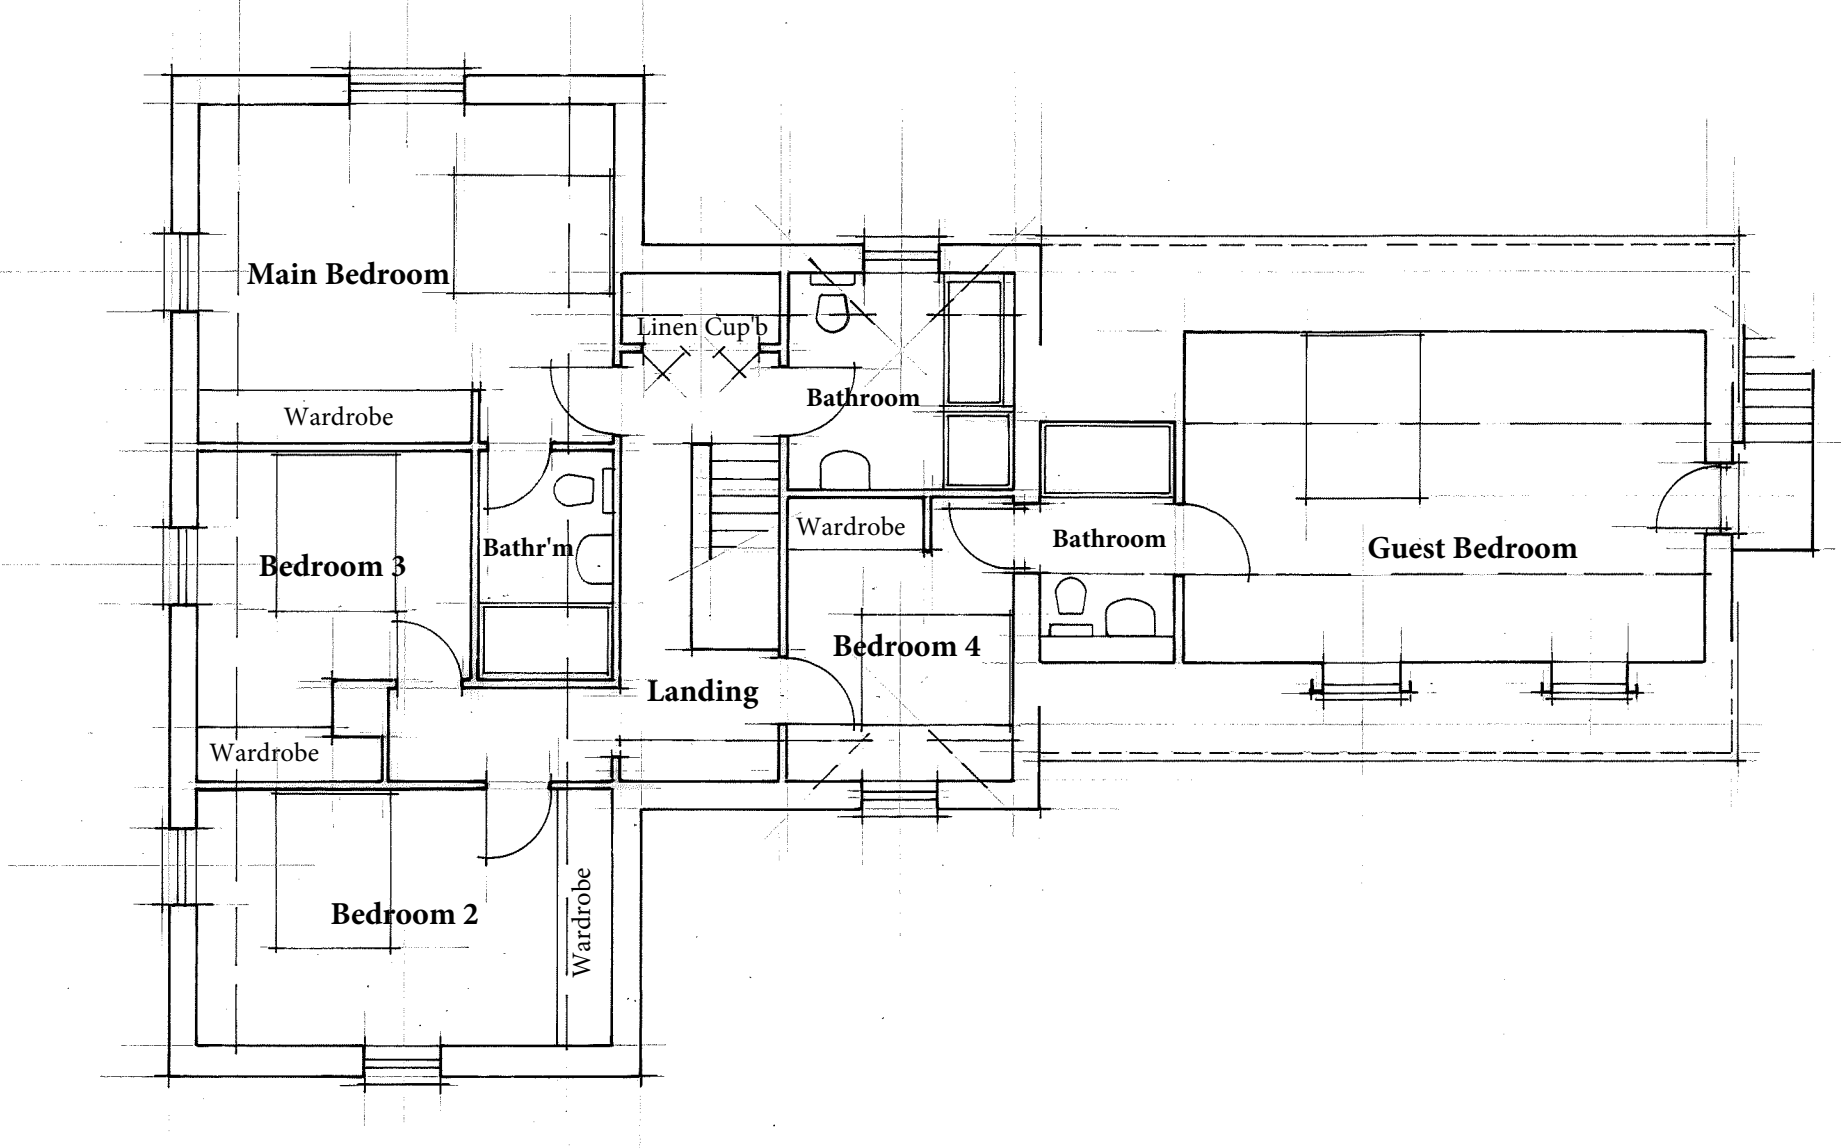 Main Bedroom
Linen Cup'b
Bathroom
Wardrobe
Wardrobe
Bathroom
Guest Bedroom
Bathr'm
Bedroom 3
Bedroom 4
Landing
Wardrobe
Bedroom 2
Wardrobe